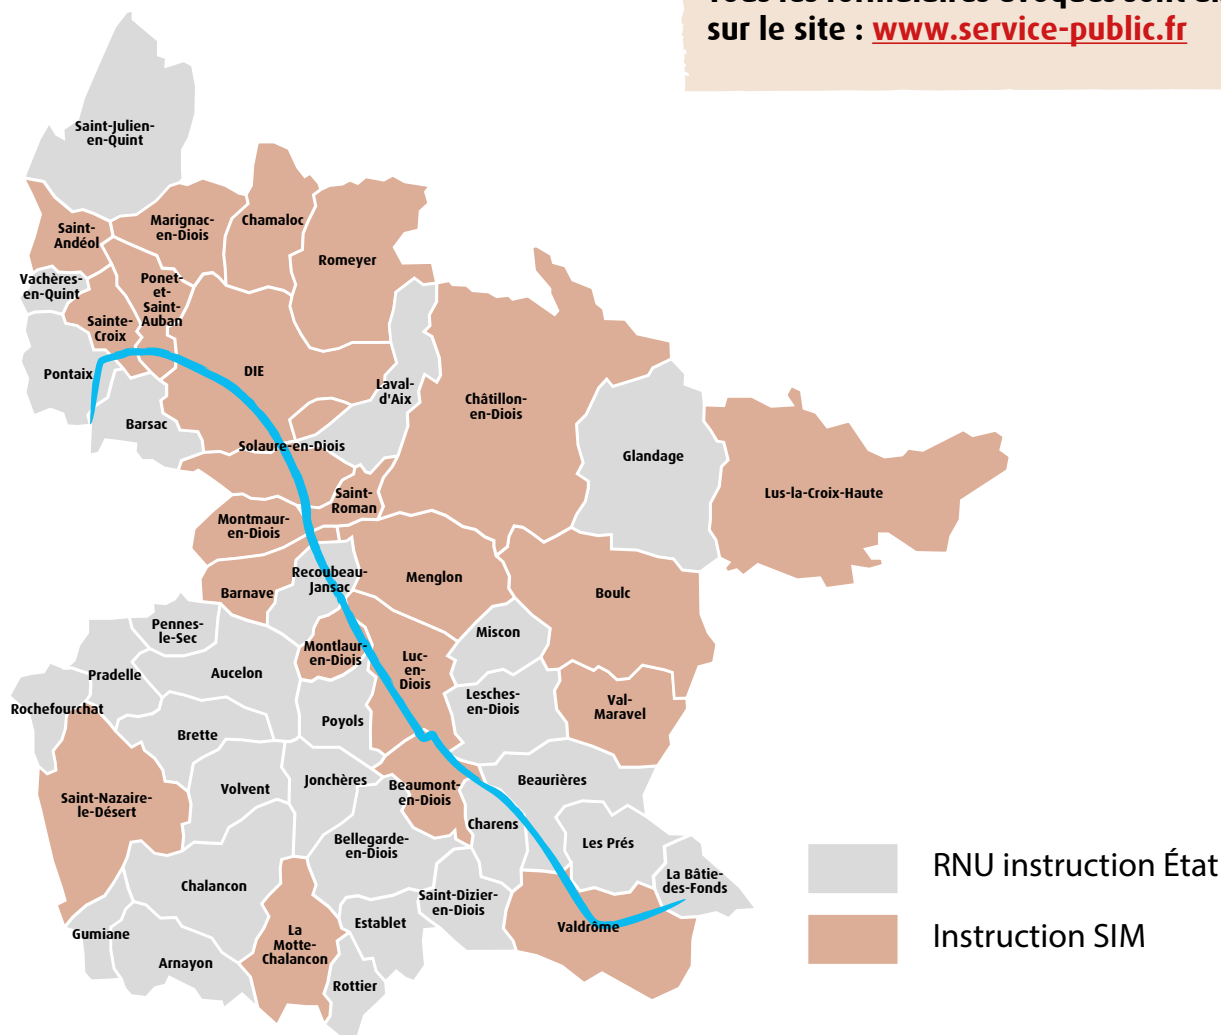 sur le site : www.service-public.fr
Saint-Julien-
en-Quint
Saint-
Andéol
Marignac-
en-Diois
Chamaloc
Romeyer
Vachères-
en-Quint
Ponet-
et-
Saint-
Auban
Sainte-
Croix
Pontaix
DIE
Laval-
d'Aix
Châtillon-
en-Diois
Barsac
Solaure-en-Diois
Glandage
Lus-la-Croix-Haute
Saint-
Roman
Montmaur-
en-Diois
Recoubeau-
Jansac
Menglon
Barnave
Boulc
Pennes-
le-Sec
Miscon
Montlaur-
en-Diois
Luc-
en-
Diois
Pradelle
Aucelon
Lesches-
en-Diois
Val-
Maravel
Rochefourchat
Poyols
Brette
Jonchères
Beaurières
Volvent
Beaumont-
en-Diois
Saint-Nazaire-
le-Désert
Charens
Bellegarde-
en-Diois
Les Prés
La Bâtie-
des-Fonds
Chalancon
Saint-Dizier-
en-Diois
Establet
Valdrôme
Gumiane
La
Motte-
Chalancon
Arnayon
Rottier
RNU instruction État
Instruction SIM